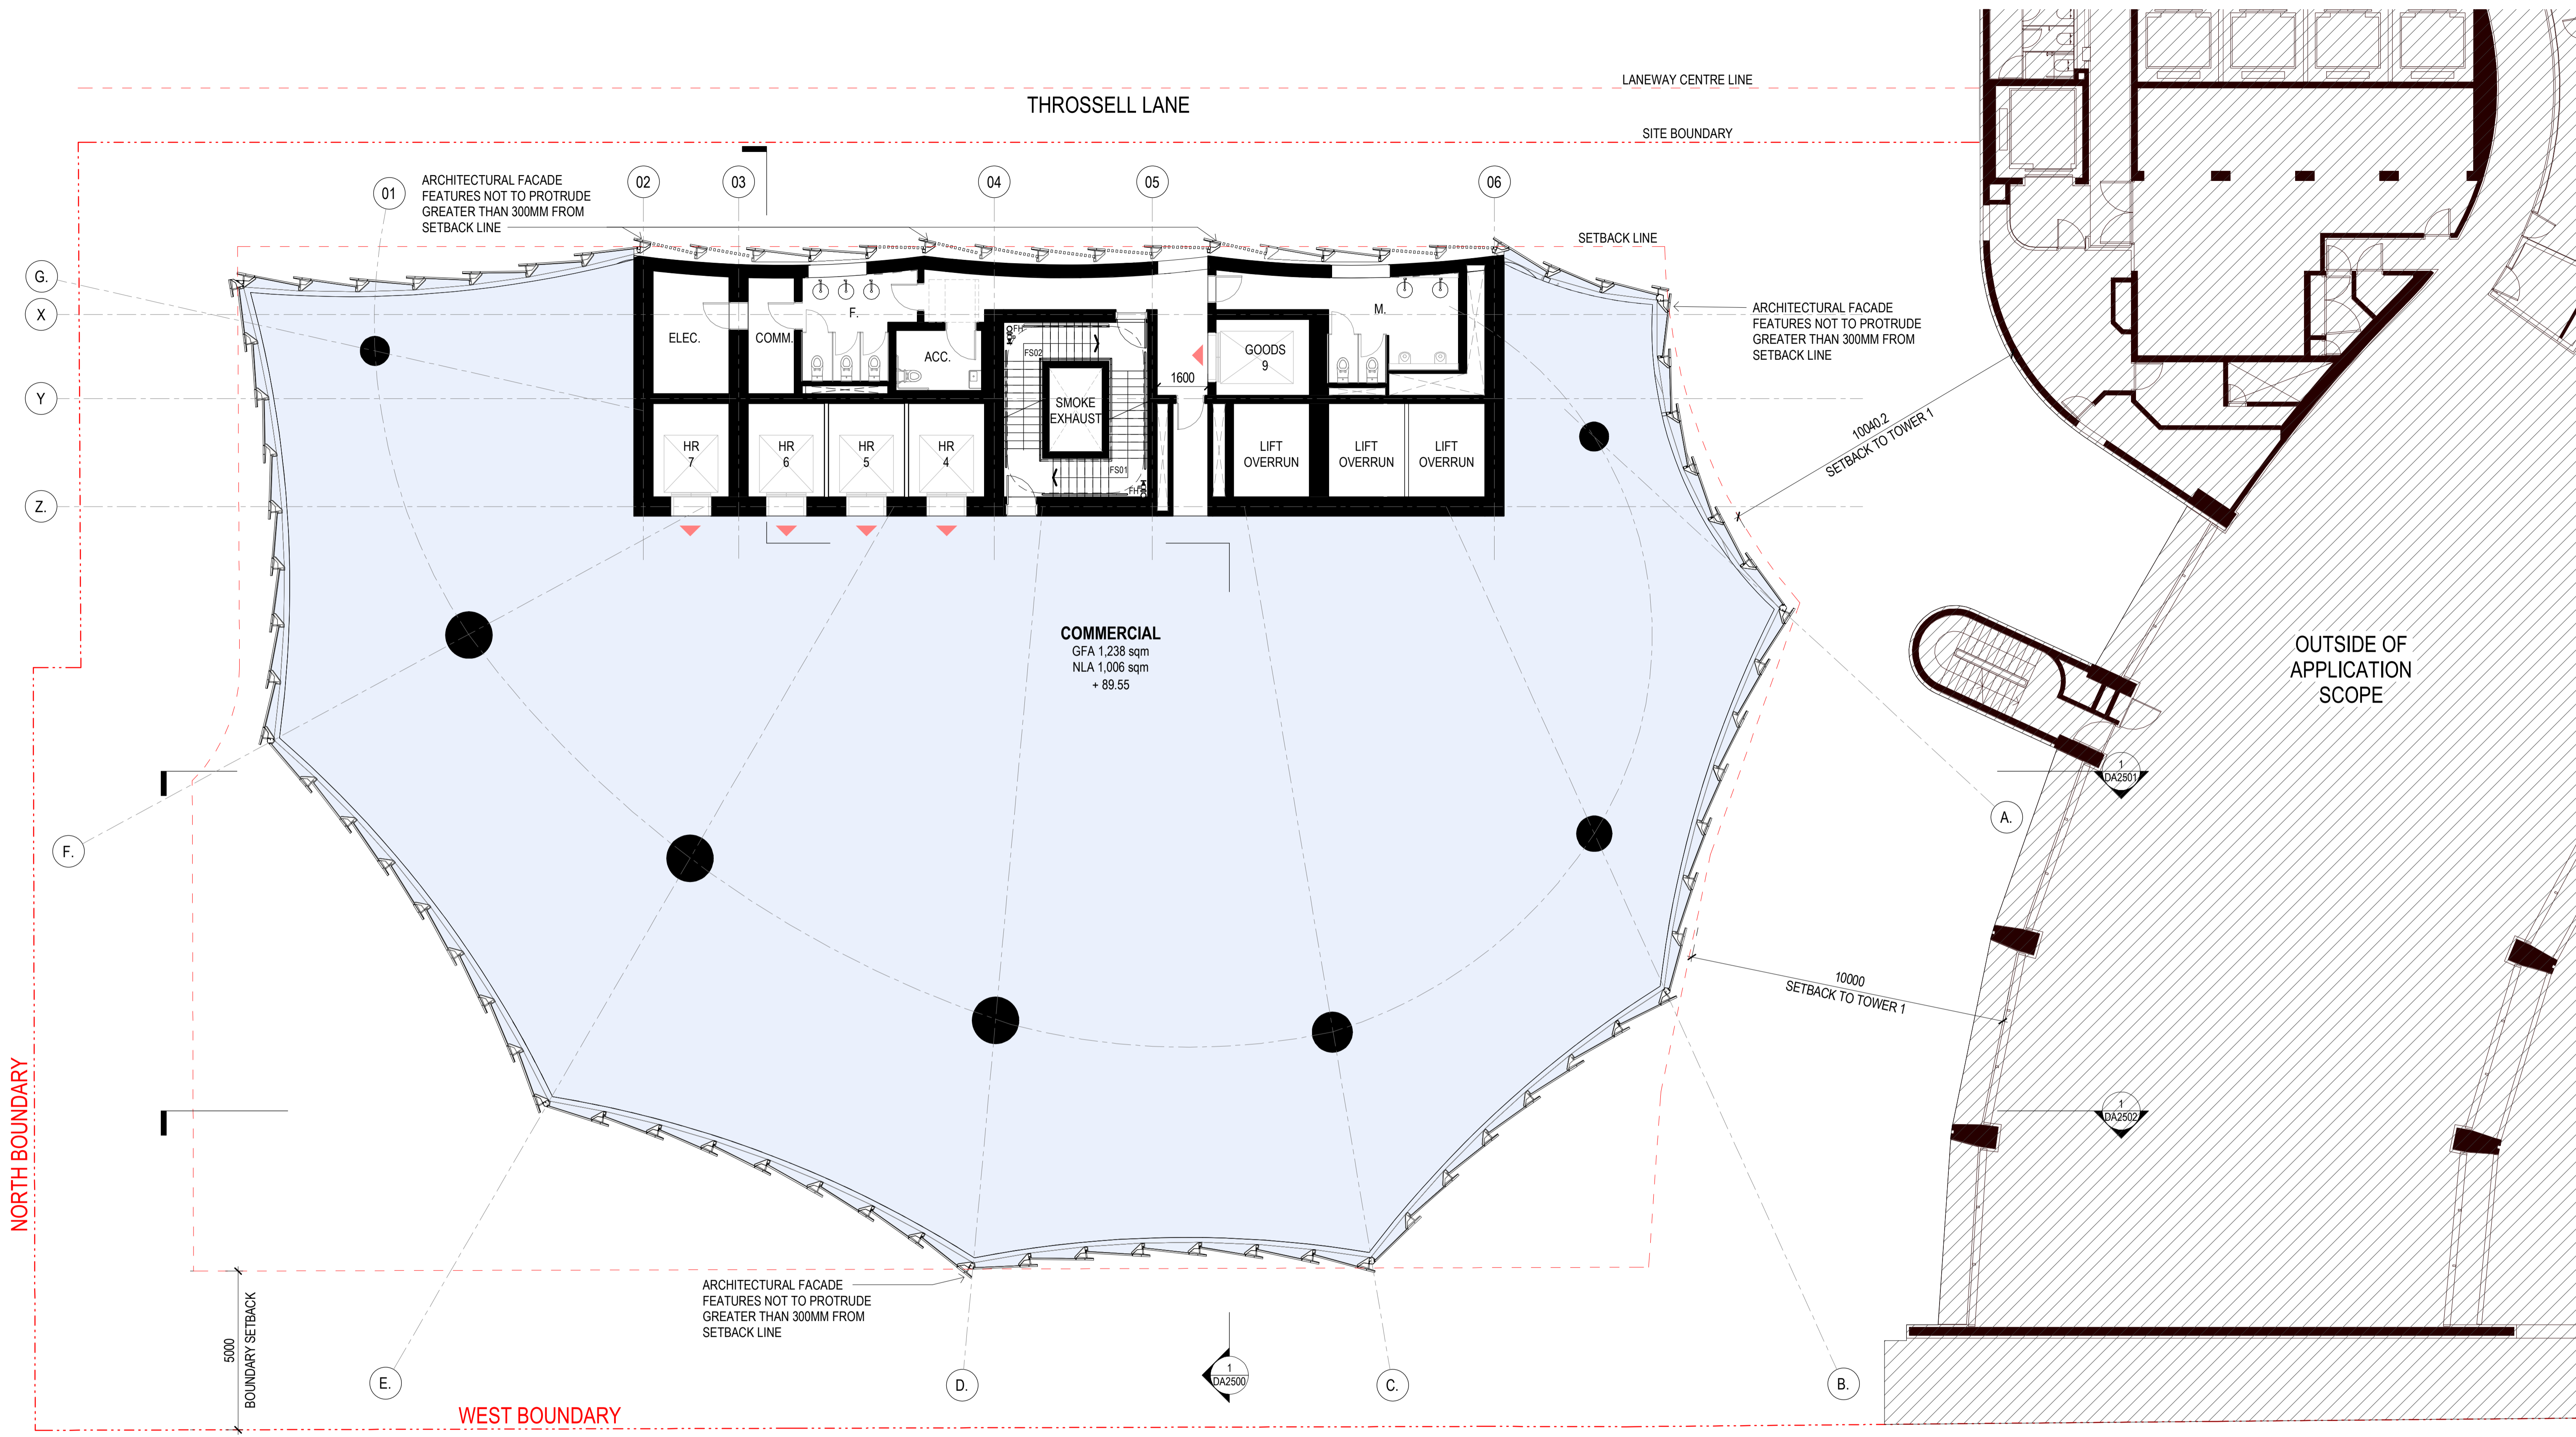 LANEWAY CENTRE LINE
THROSSELL LANE
SITE BOUNDARY
01
ARCHITECTURAL FACADE
FEATURES NOT TO PROTRUDE
GREATER THAN 300MM FROM
SETBACK LINE
02
03
04
05
06
SETBACK LINE
G.
X
Y
Z.
ARCHITECTURAL FACADE
FEATURES NOT TO PROTRUDE
GREATER THAN 300MM FROM
SETBACK LINE
ELEC.
COMM.
F.
ACC.
FH
FS02
SMOKE
EXHAUST
FS01
FH
1600
GOODS
9
M.
HR
7
HR
6
HR
5
HR
4
LIFT
OVERRUN
LIFT
OVERRUN
LIFT
OVERRUN
10040.2
SETBACK TO TOWER 1
COMMERCIAL
GFA 1,238 sqm
NLA 1,006 sqm
+ 89.55
OUTSIDE OF
APPLICATION
SCOPE
1
DA2501
A.
F.
10000
SETBACK TO TOWER 1
1
DA2502
NORTH BOUNDARY
5000
BOUNDARY SETBACK
ARCHITECTURAL FACADE
FEATURES NOT TO PROTRUDE
GREATER THAN 300MM FROM
SETBACK LINE
E.
D.
1
DA2500
C.
B.
WEST BOUNDARY